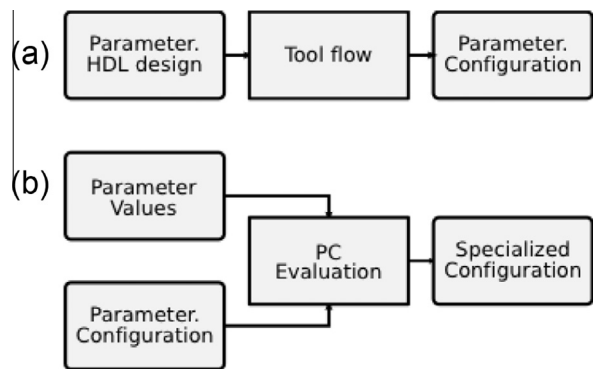 (a)
Parameter.
HDL design
Tool flow
Parameter.
Configuration
(b)
Parameter
Values
PC
Evaluation
Specialized
Configuration
Parameter.
Configuration